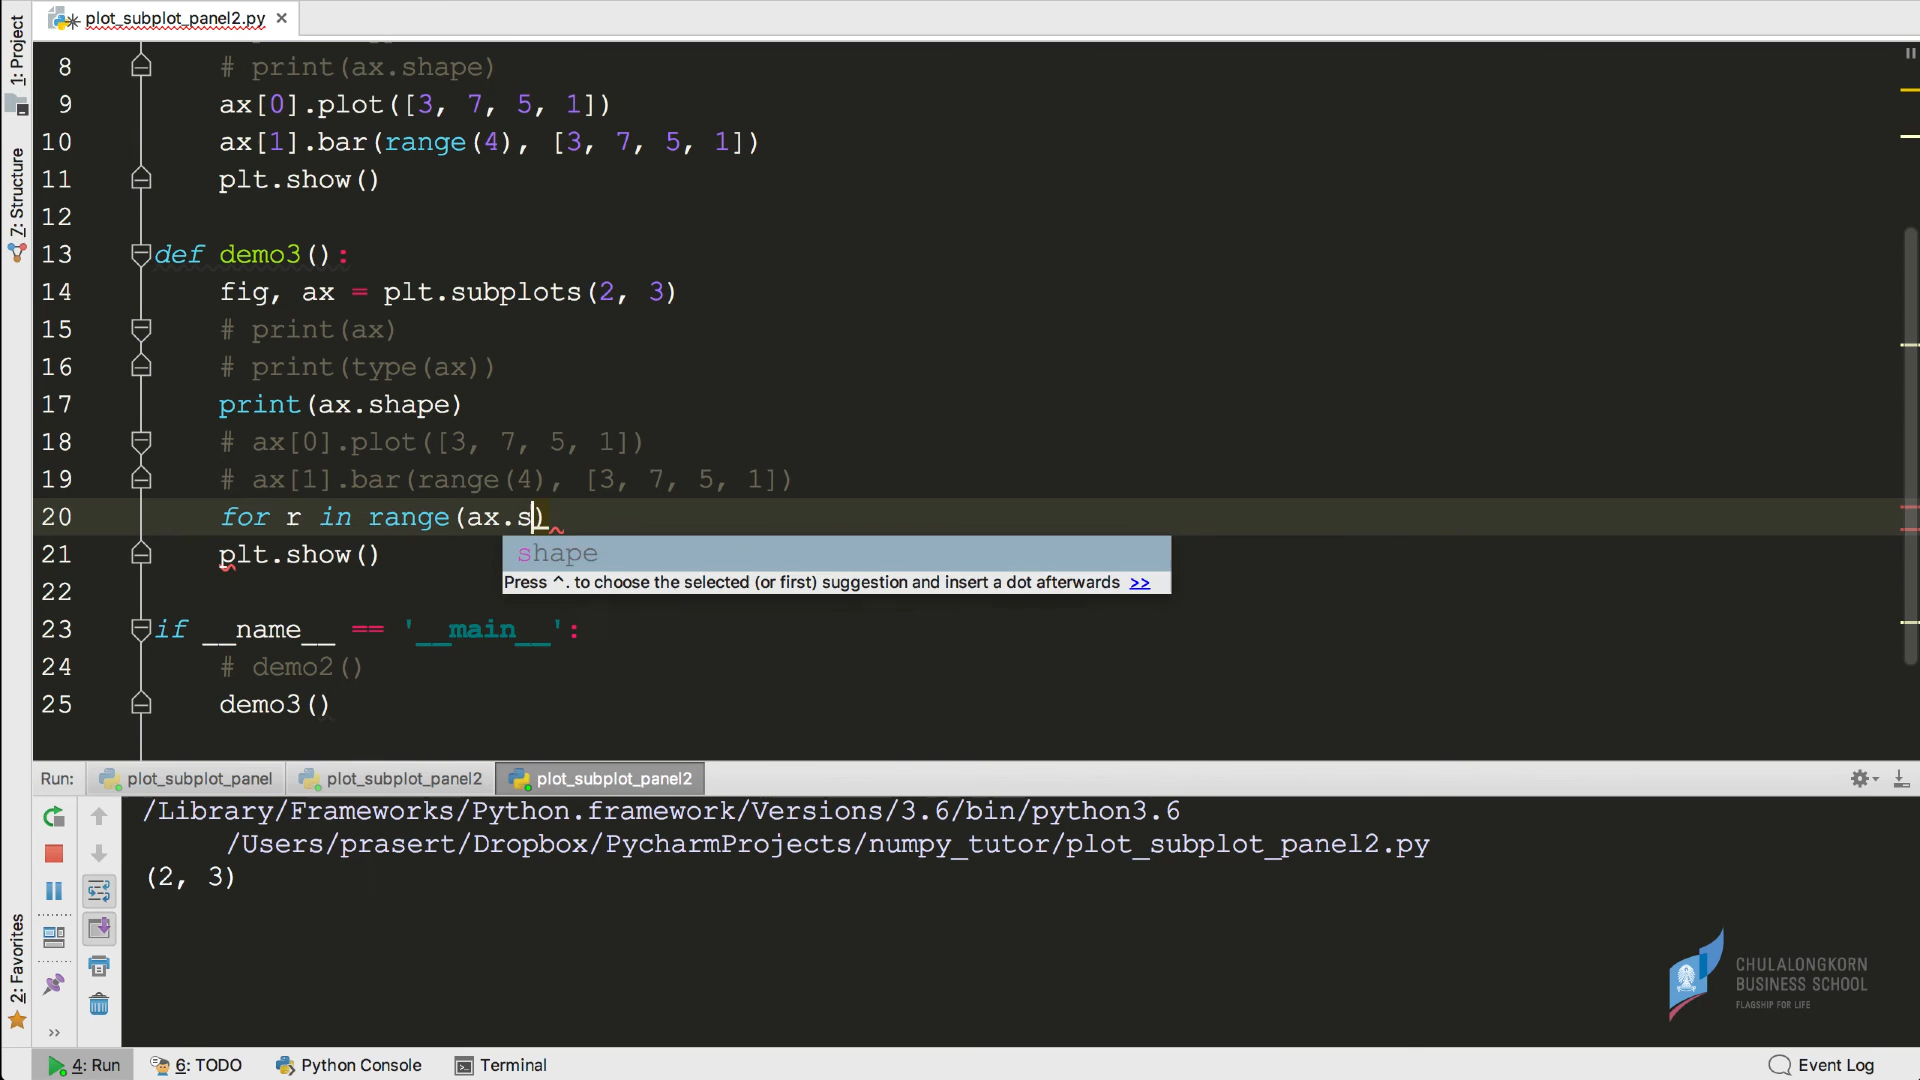 plot_subplot_panel2.py
1: Project
7: Structure
2: Favorites
8 # print(ax.shape)
9 ax[0].plot([3, 7, 5, 1])
10 ax[1].bar(range(4), [3, 7, 5, 1])
11 plt.show()
12
13 def demo3():
14 fig, ax = plt.subplots(2, 3)
15 # print(ax)
16 # print(type(ax))
17 print(ax.shape)
18 # ax[0].plot([3, 7, 5, 1])
19 # ax[1].bar(range(4), [3, 7, 5, 1])
20 for r in range(ax.s)
21 plt.show()
shape
Press ^. to choose the selected (or first) suggestion and insert a dot afterwards >>
22
23 if __name__ == '__main__':
24 # demo2()
25 demo3()
Run: plot_subplot_panel plot_subplot_panel2 plot_subplot_panel2
/Library/Frameworks/Python.framework/Versions/3.6/bin/python3.6
/Users/prasert/Dropbox/PycharmProjects/numpy_tutor/plot_subplot_panel2.py
(2, 3)
CHULALONGKORN
BUSINESS SCHOOL
FLAGSHIP FOR LIFE
4: Run 6: TODO Python Console Terminal Event Log